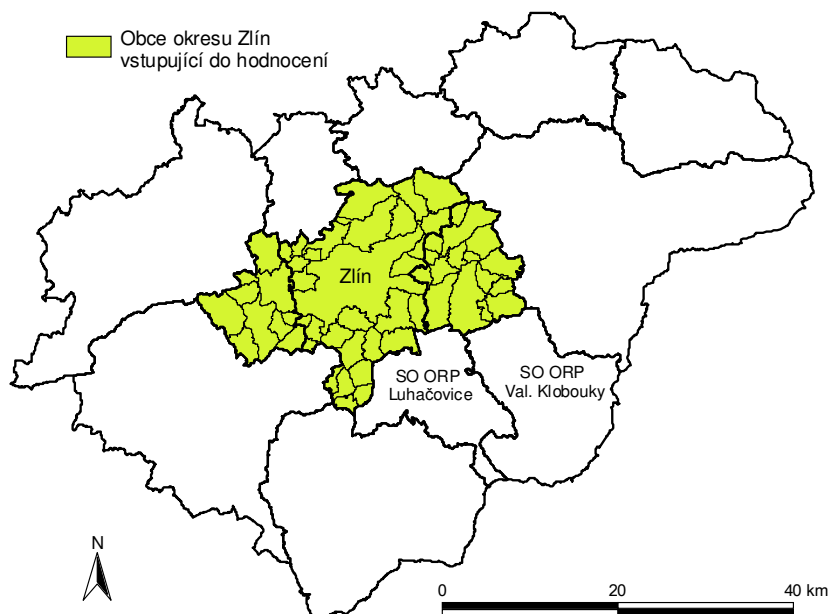 Obce okresu Zlín
vstupující do hodnocení
Zlín
SO ORP
Luhačovice
SO ORP
Val. Klobouky
N
0 20 40 km